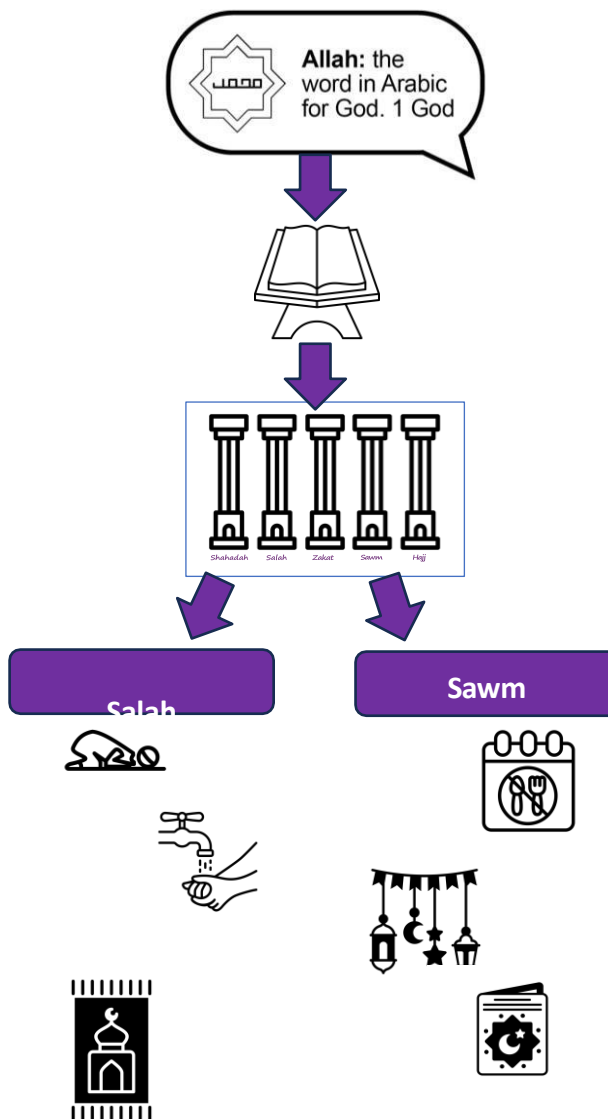 Allah: the
word in Arabic
for God. 1 God
Shahadah Salah Zakat Sawm Hajj
Salah
Sawm